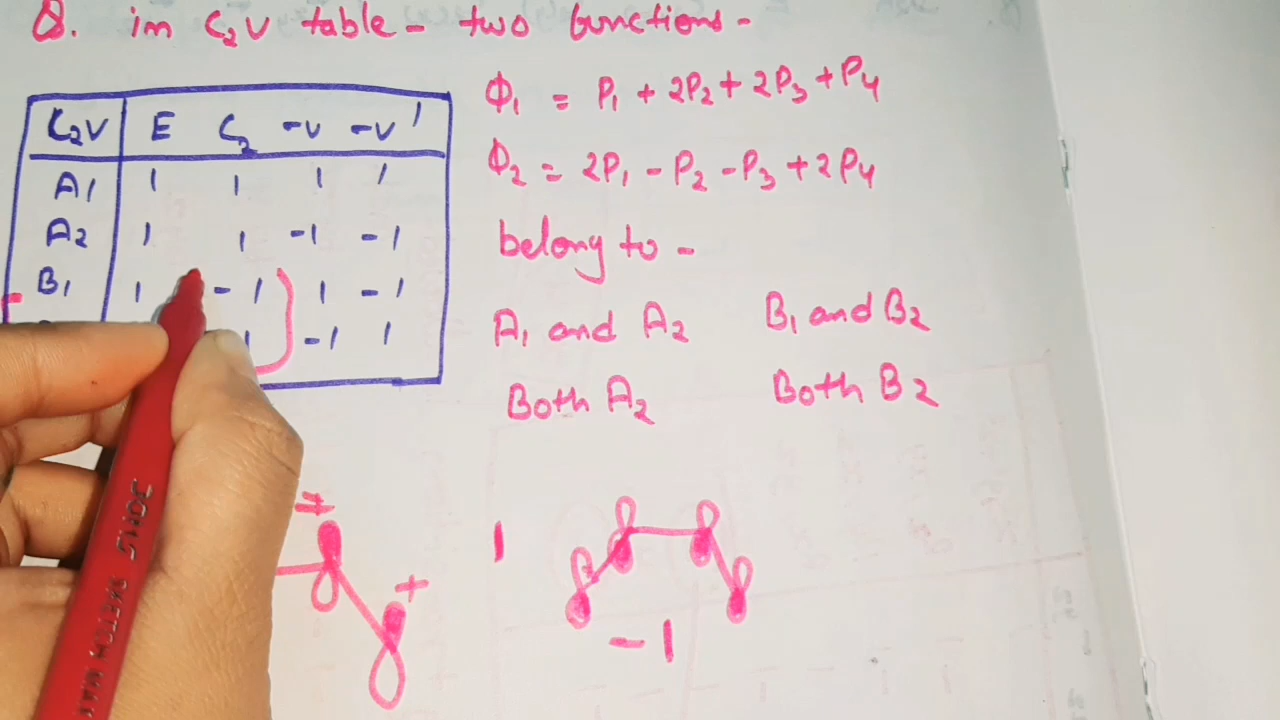 Q. in C2V table - two functions -
C2V E C2 -V -V'
A1 1 1 1 1
A2 1 1 -1 -1
B1 1 -1 1 -1
1 -1 1
Φ1 = P1 + 2P2 + 2P3 + P4
Φ2 = 2P1 - P2 - P3 + 2P4
belong to -
A1 and A2 B1 and B2
Both A2 Both B2
+ + 1
-1